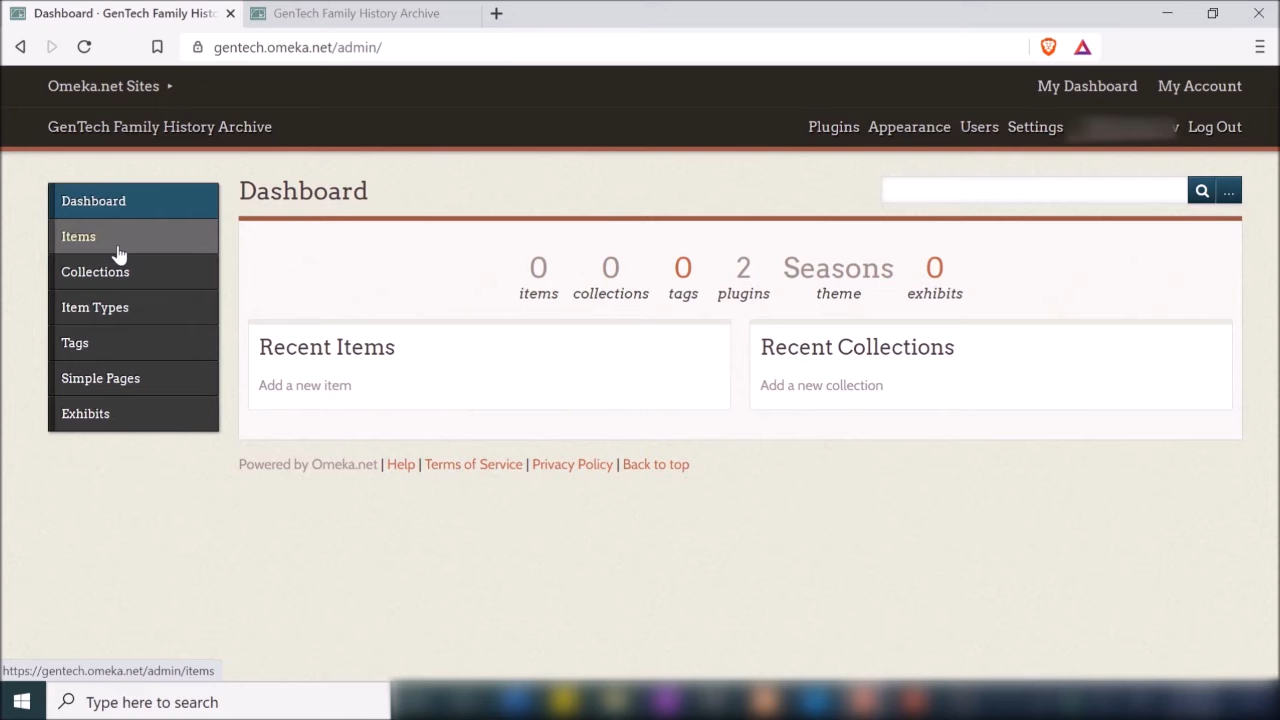 Dashboard · GenTech Family Histc
GenTech Family History Archive
gentech.omeka.net/admin/
Omeka.net Sites
My Dashboard My Account
GenTech Family History Archive
Plugins Appearance Users Settings Log Out
Dashboard
Items
Collections
Item Types
Tags
Simple Pages
Exhibits
Dashboard
...
0 items
0 collections
0 tags
2 plugins
Seasons theme
0 exhibits
Recent Items
Add a new item
Recent Collections
Add a new collection
Powered by Omeka.net | Help | Terms of Service | Privacy Policy | Back to top
https://gentech.omeka.net/admin/items
Type here to search